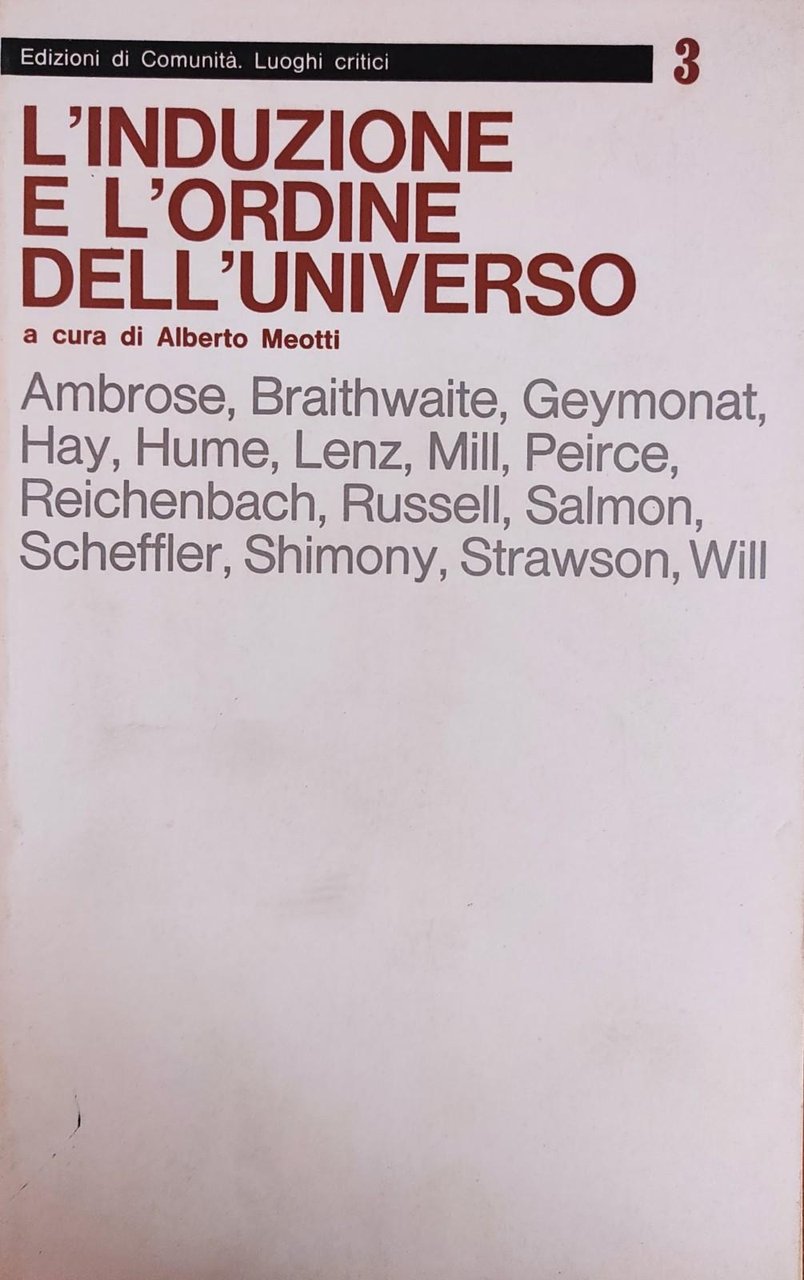 Edizioni di Comunità. Luoghi critici
3
L'INDUZIONE
E L'ORDINE
DELL'UNIVERSO
a cura di Alberto Meotti
Ambrose, Braithwaite, Geymonat,
Hay, Hume, Lenz, Mill, Peirce,
Reichenbach, Russell, Salmon,
Scheffler, Shimony, Strawson, Will